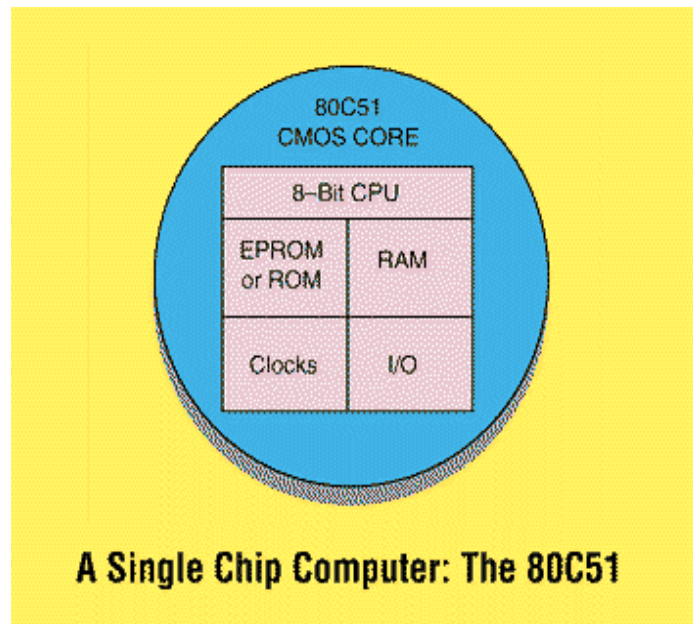 80C51
CMOS CORE
8–Bit CPU
EPROM
or ROM
RAM
Clocks
I/O
A Single Chip Computer: The 80C51